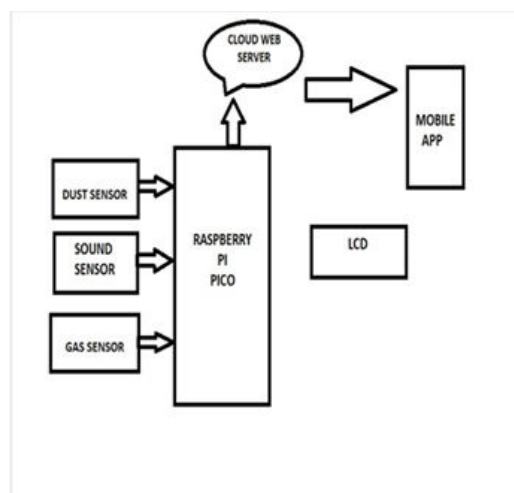 CLOUD WEB
SERVER
MOBILE
APP
DUST SENSOR
SOUND
SENSOR
GAS SENSOR
RASPBERRY
PI
PICO
LCD